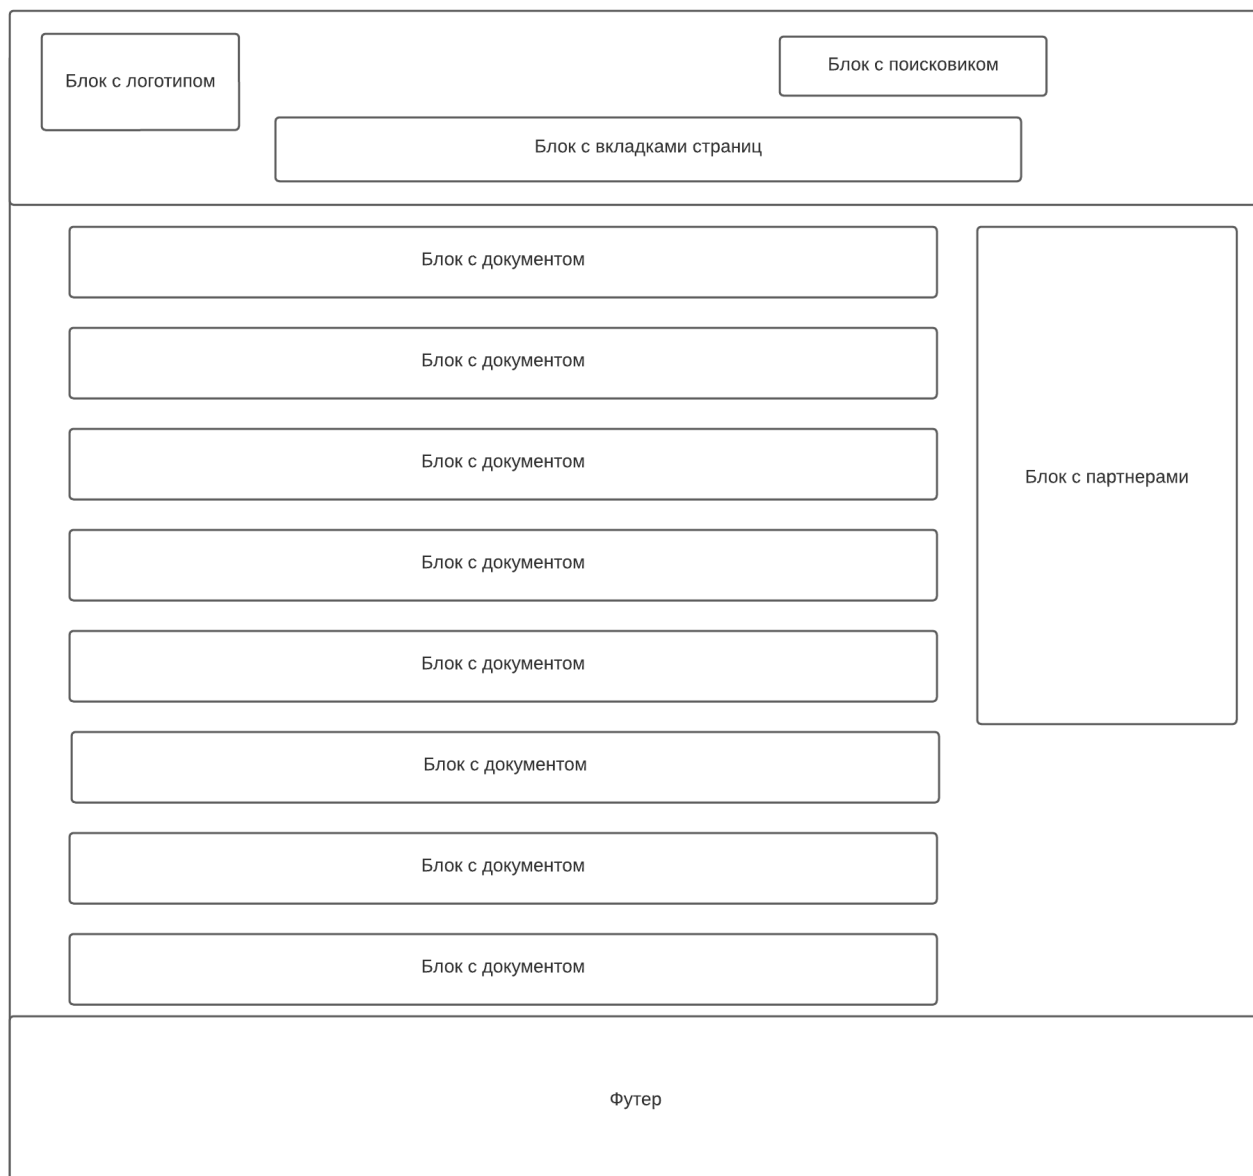 Блок с логотипом
Блок с поисковиком
Блок с вкладками страниц
Блок с документом
Блок с документом
Блок с документом
Блок с документом
Блок с документом
Блок с документом
Блок с документом
Блок с документом
Блок с партнерами
Футер